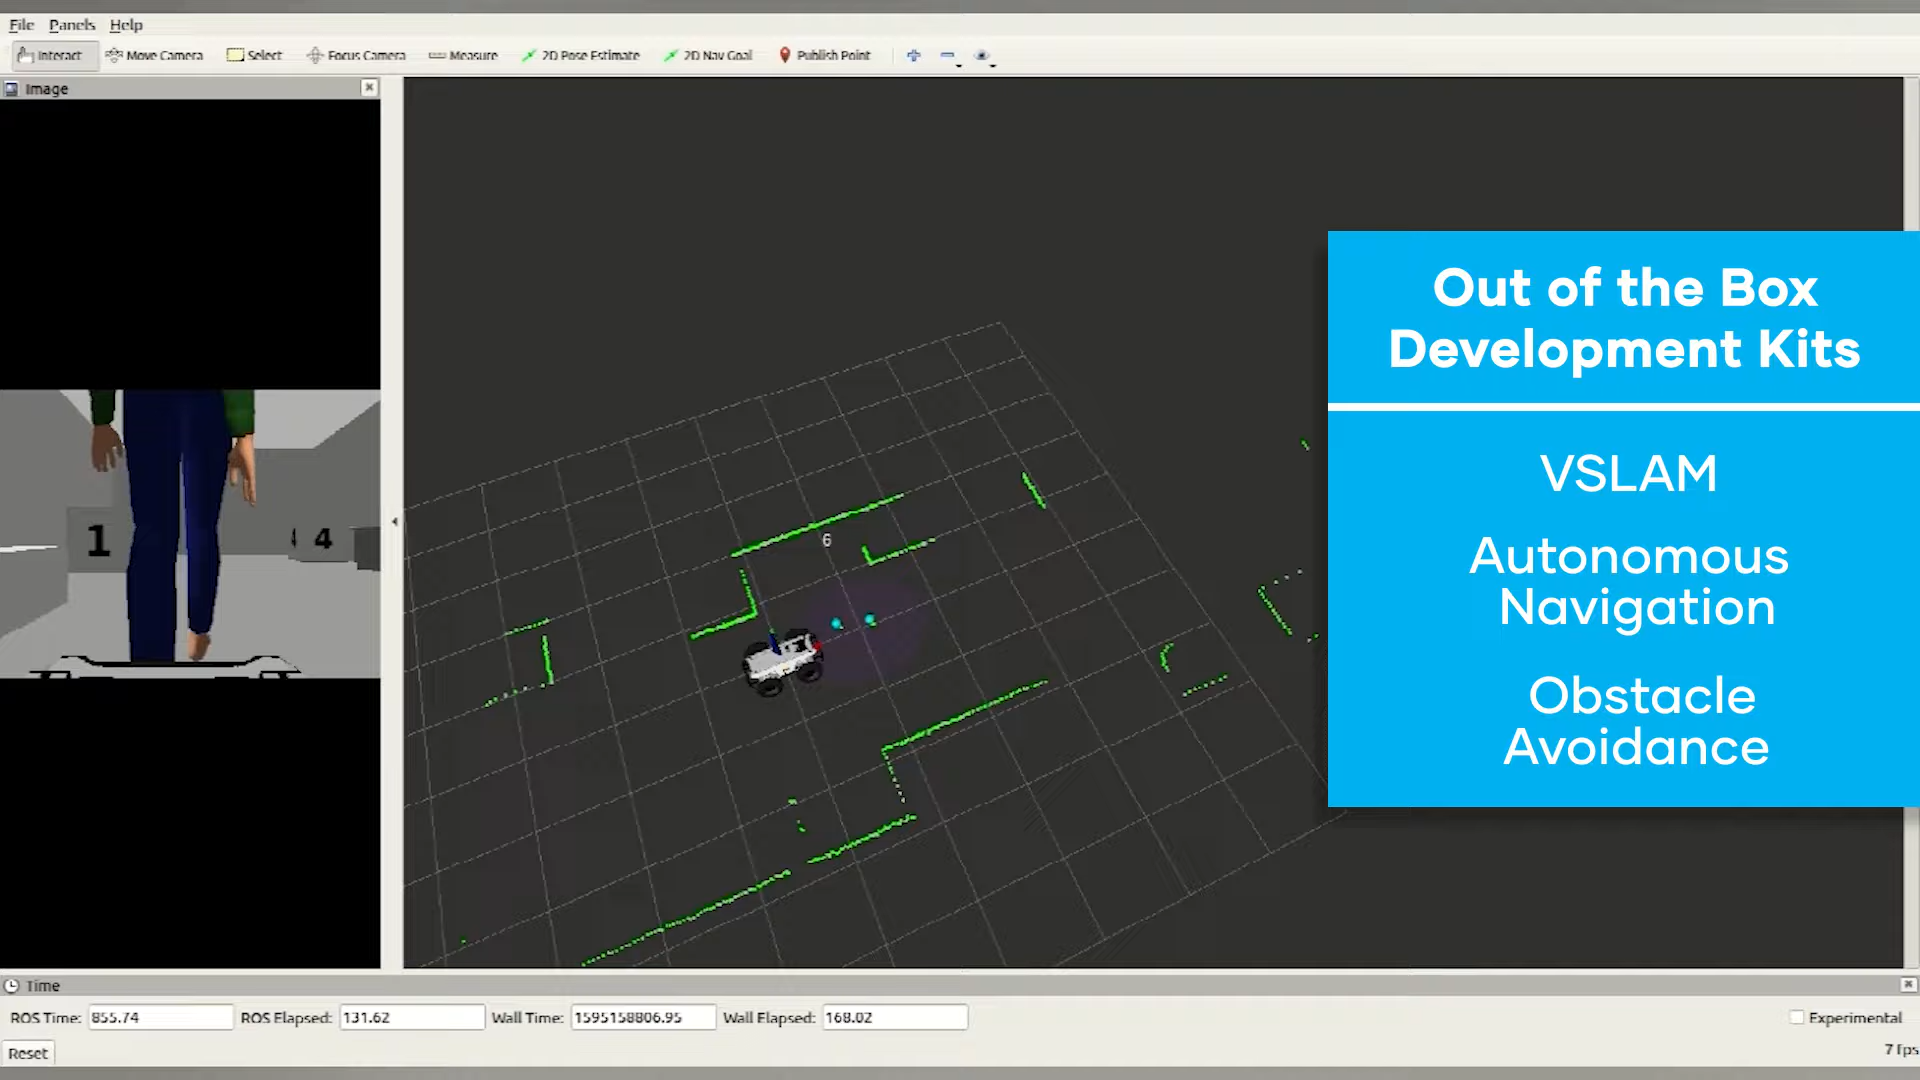 File Panels Help
Interact Move Camera Select Focus Camera Measure 2D Pose Estimate 2D Nav Goal Publish Point
Image
1
4
6
Out of the Box
Development Kits
VSLAM
Autonomous
Navigation
Obstacle
Avoidance
Time
ROS Time: 855.74 ROS Elapsed: 131.62 Wall Time: 1595158806.95 Wall Elapsed: 168.02 Experimental
Reset 7 fps